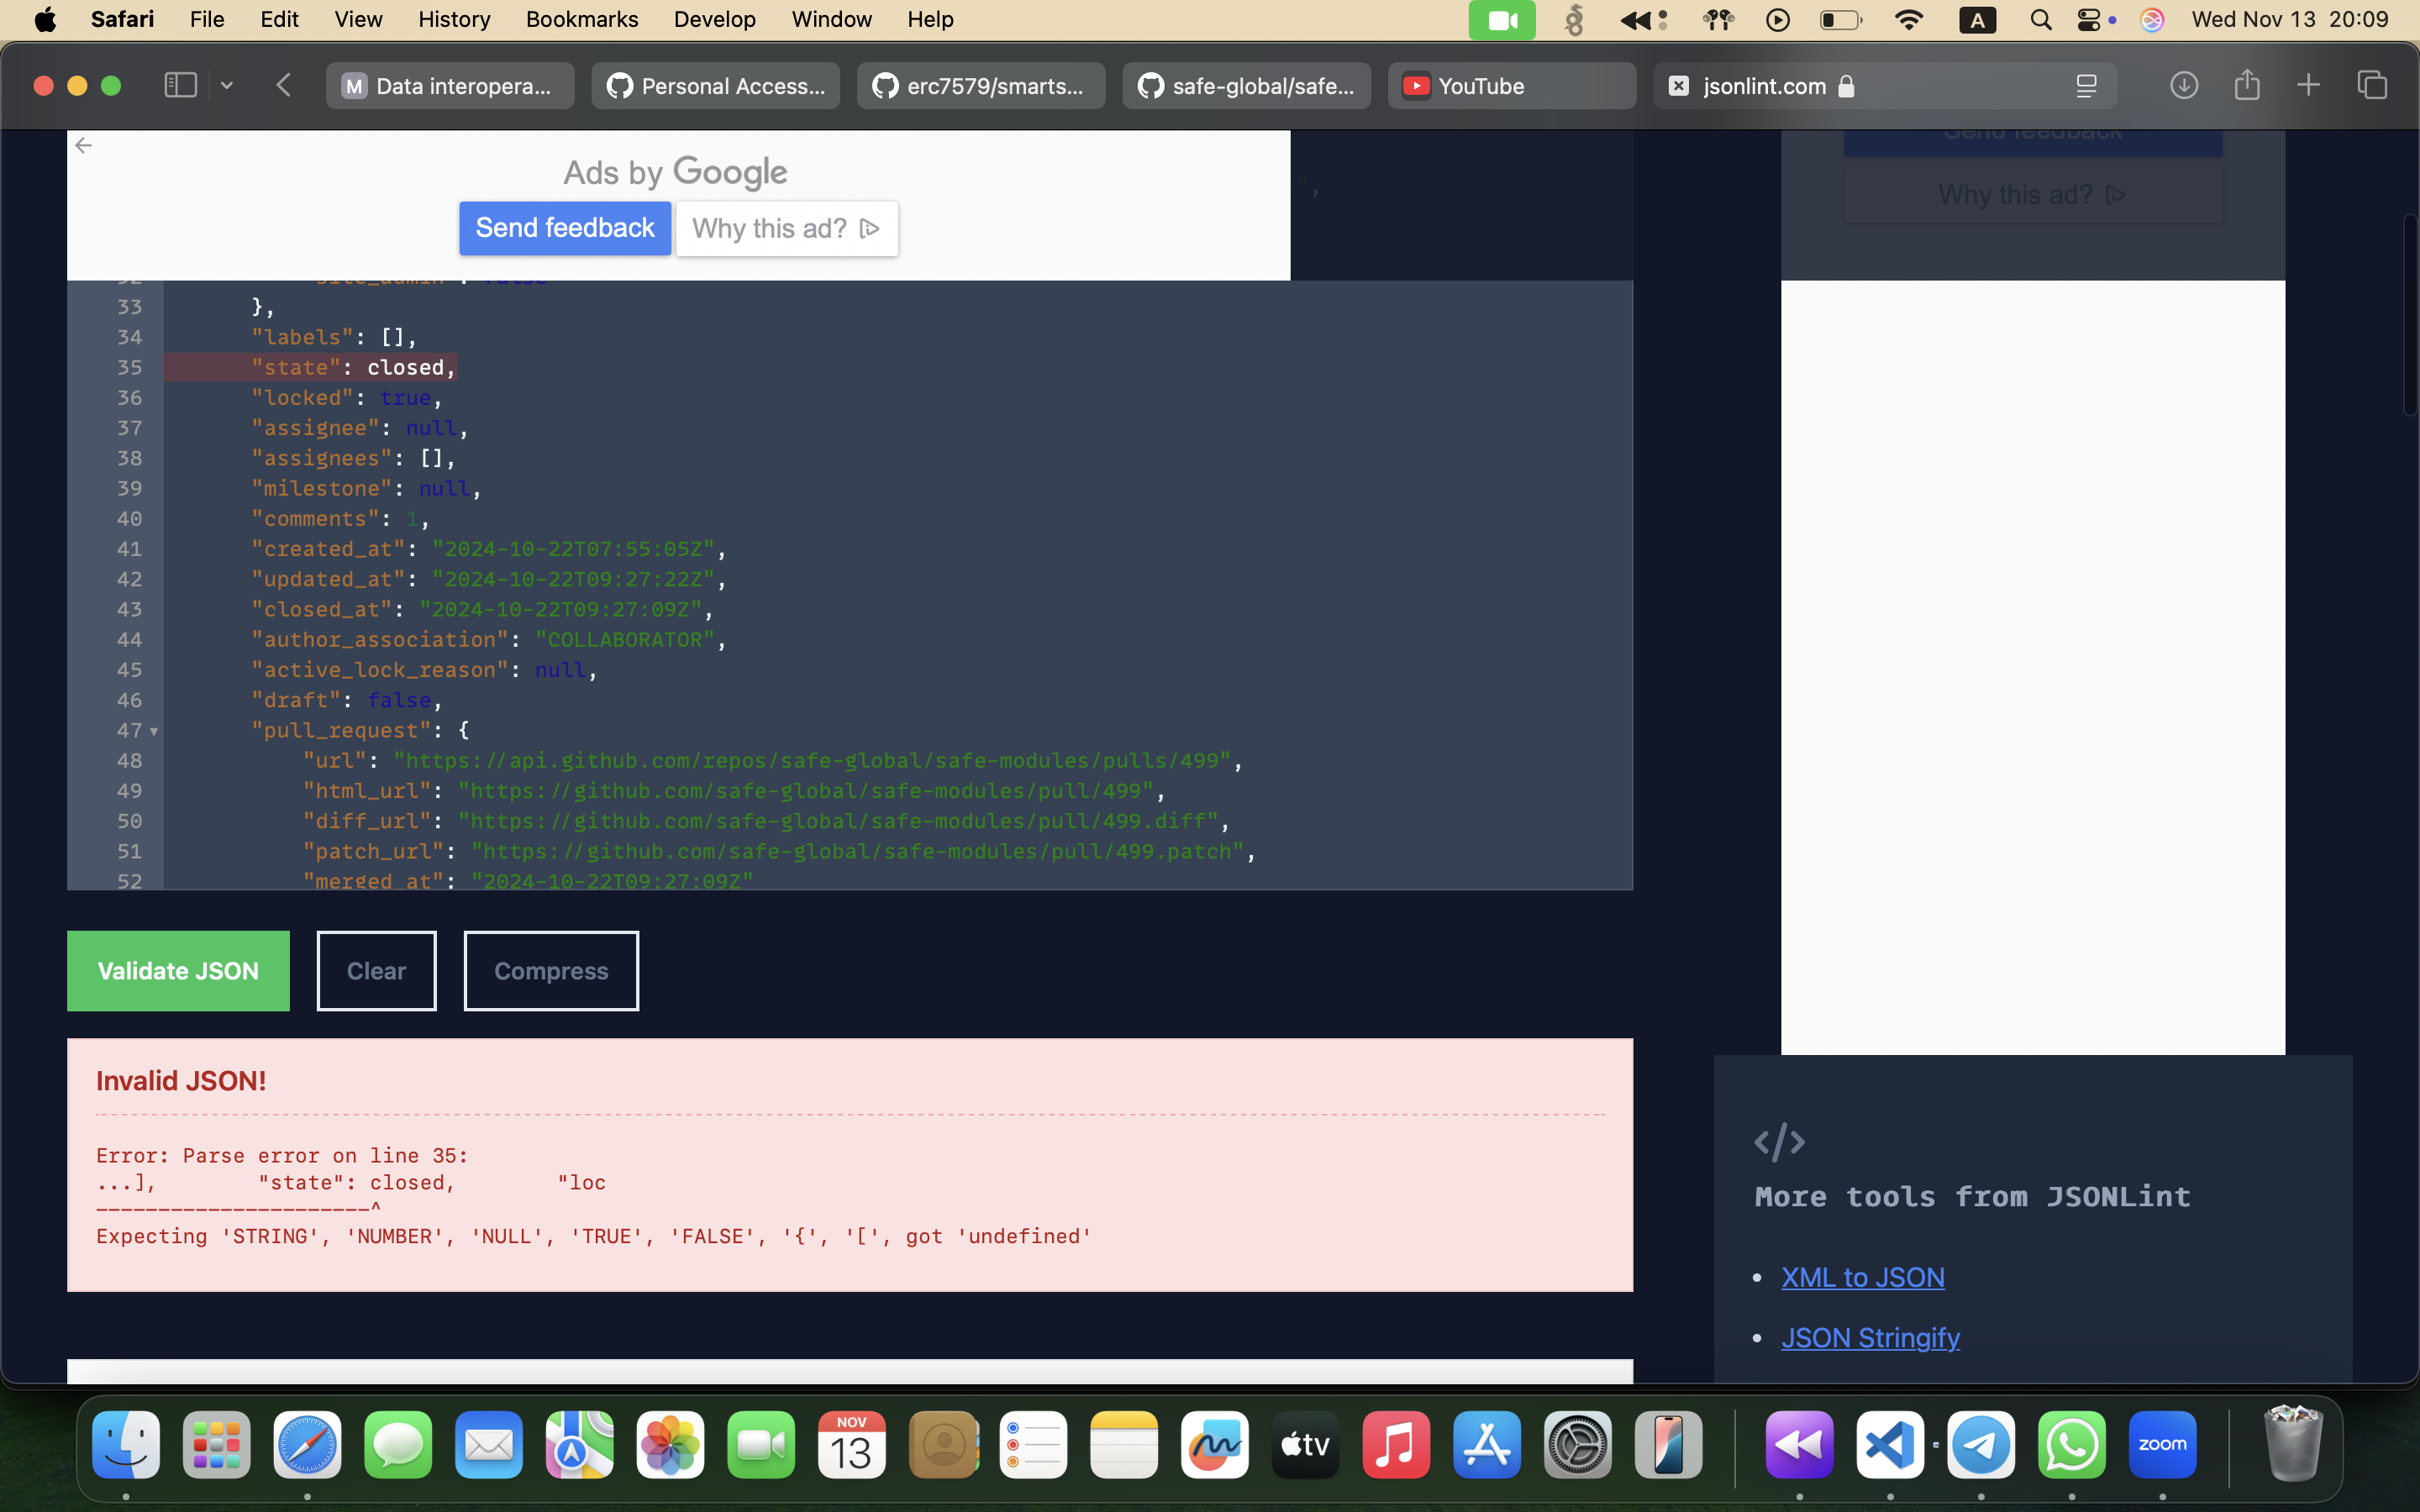 Safari File Edit View History Bookmarks Develop Window Help
A
Wed Nov 13 20:09
M Data interopera...
Personal Access...
erc7579/smarts...
safe-global/safe...
YouTube
jsonlint.com
Ads by Google
Send feedback
Why this ad?
",
Send feedback
Why this ad?
32 "site_admin": false
33 },
34 "labels": [],
35 "state": closed,
36 "locked": true,
37 "assignee": null,
38 "assignees": [],
39 "milestone": null,
40 "comments": 1,
41 "created_at": "2024-10-22T07:55:05Z",
42 "updated_at": "2024-10-22T09:27:22Z",
43 "closed_at": "2024-10-22T09:27:09Z",
44 "author_association": "COLLABORATOR",
45 "active_lock_reason": null,
46 "draft": false,
47 "pull_request": {
48 "url": "https://api.github.com/repos/safe-global/safe-modules/pulls/499",
49 "html_url": "https://github.com/safe-global/safe-modules/pull/499",
50 "diff_url": "https://github.com/safe-global/safe-modules/pull/499.diff",
51 "patch_url": "https://github.com/safe-global/safe-modules/pull/499.patch",
52 "merged_at": "2024-10-22T09:27:09Z"
Validate JSON
Clear
Compress
Invalid JSON!
Error: Parse error on line 35:
...], "state": closed, "loc
----------------------^
Expecting 'STRING', 'NUMBER', 'NULL', 'TRUE', 'FALSE', '{', '[', got 'undefined'
</>
More tools from JSONLint
• XML to JSON
• JSON Stringify
NOV
13
tv
zoom